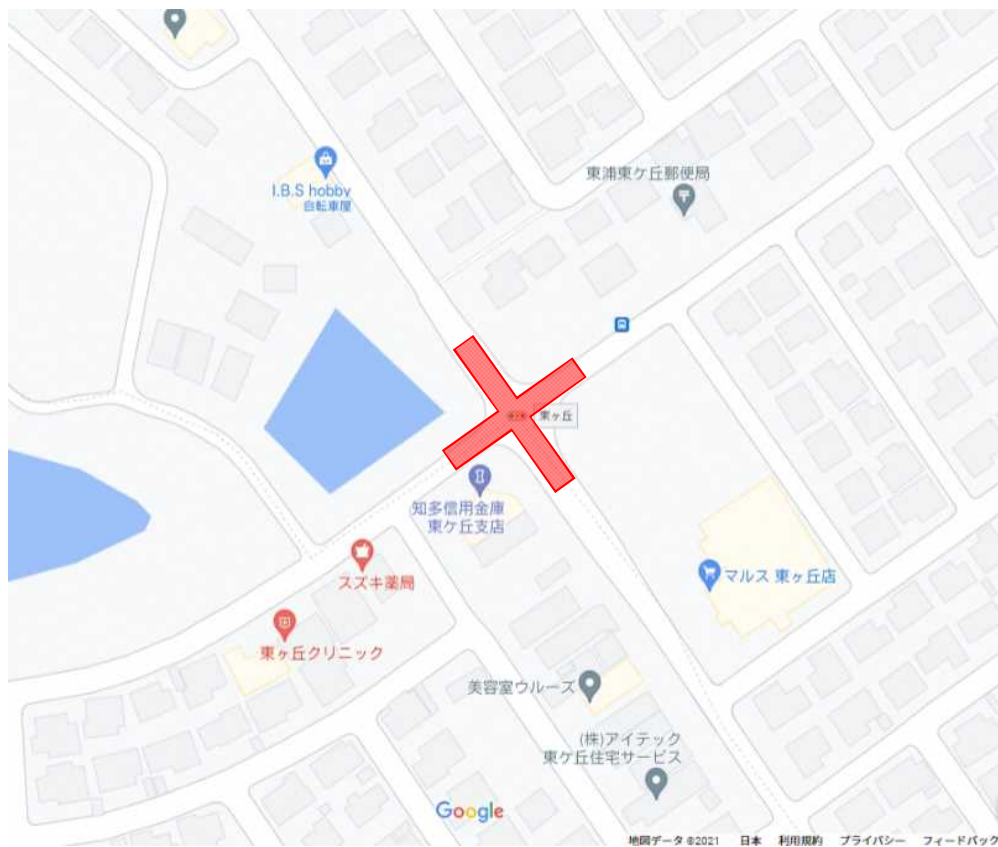 東浦東ケ丘郵便局
I.B.S hobby
自転車屋
東ヶ丘
知多信用金庫
東ケ丘支店
スズキ薬局
マルス 東ヶ丘店
東ヶ丘クリニック
美容室ウルーズ
(株)アイテック
東ケ丘住宅サービス
Google
地図データ ©2021 日本 利用規約 プライバシー フィードバック